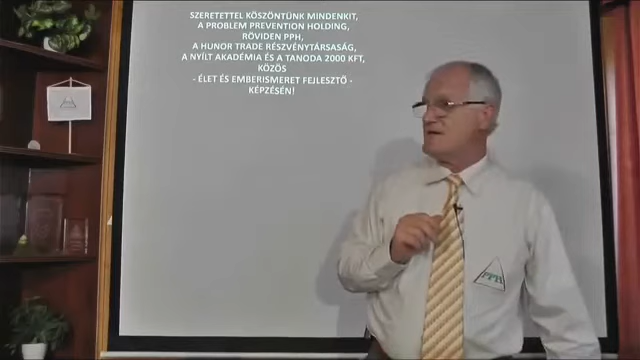 SZERETETTEL KÖSZÖNTÜNK MINDENKIT,
A PROBLEM PREVENTION HOLDING,
RÖVIDEN PPH,
A HUNOR TRADE RÉSZVÉNYTÁRSASÁG,
A NYÍLT AKADÉMIA ÉS A TANODA 2000 KFT,
KÖZÖS
- ÉLET ÉS EMBERISMERET FEJLESZTŐ -
KÉPZÉSÉN!
PPH